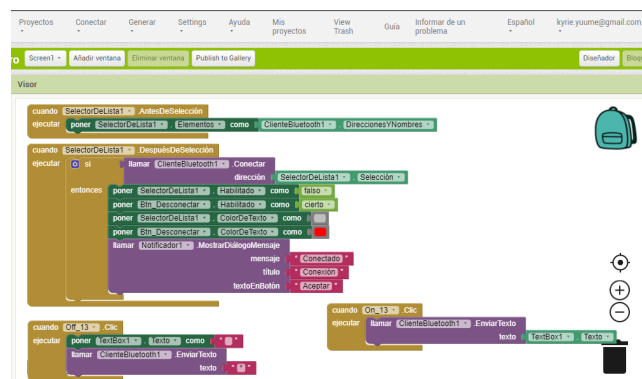 Proyectos Conectar Generar Settings Ayuda Mis proyectos View Trash Guía Informar de un problema Español kyrie.yuume@gmail.com
Screen1 Añadir ventana Eliminar ventana Publish to Gallery Diseñador Bloq
Visor
cuando SelectorDeLista1 .AntesDeSelección
ejecutar poner SelectorDeLista1 . Elementos como ClienteBluetooth1 . DireccionesYNombres
cuando SelectorDeLista1 .DespuésDeSelección
ejecutar si llamar ClienteBluetooth1 .Conectar
dirección SelectorDeLista1 . Selección
entonces poner SelectorDeLista1 . Habilitado como falso
poner Btn_Desconectar . Habilitado como cierto
poner SelectorDeLista1 . ColorDeTexto como
poner Btn_Desconectar . ColorDeTexto como
llamar Notificador1 .MostrarDiálogoMensaje
mensaje " Conectado "
título " Conexión "
textoEnBotón " Aceptar "
cuando On_13 .Clic
ejecutar llamar ClienteBluetooth1 .EnviarTexto
texto TextBox1 . Texto
cuando Off_13 .Clic
ejecutar poner TextBox1 . Texto como " "
llamar ClienteBluetooth1 .EnviarTexto
texto